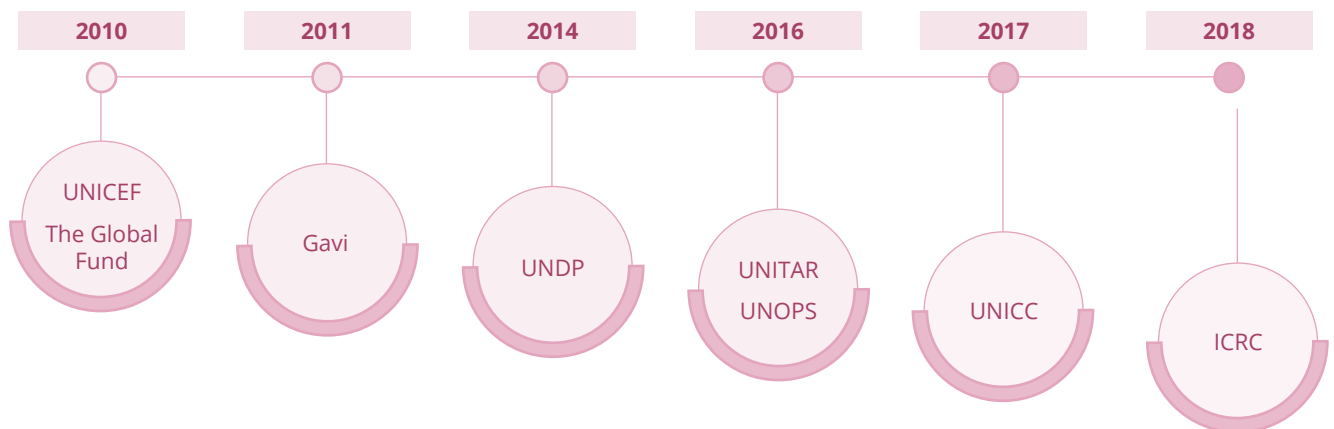 2010
2011
2014
2016
2017
2018
UNICEF
The Global
Fund
Gavi
UNDP
UNITAR
UNOPS
UNICC
ICRC